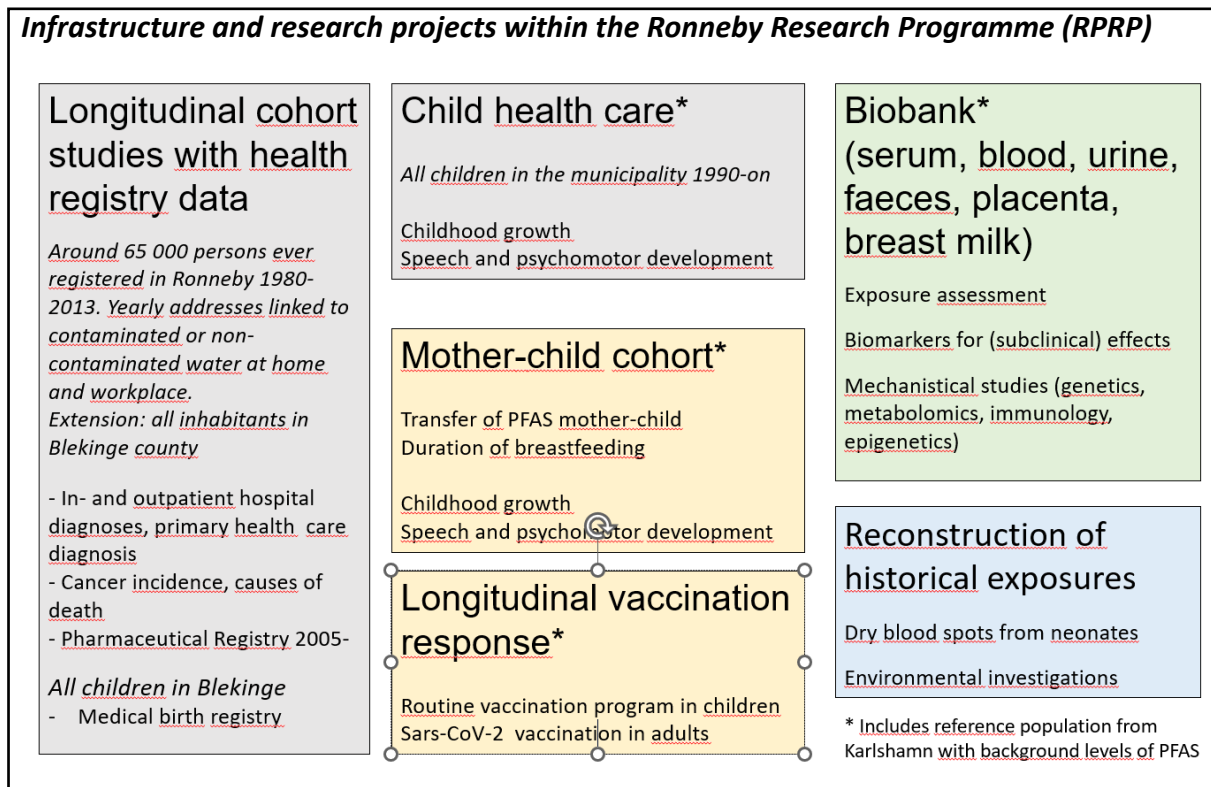 Infrastructure and research projects within the Ronneby Research Programme (RPRP)
Longitudinal cohort
studies with health
registry data
Around 65 000 persons ever
registered in Ronneby 1980-
2013. Yearly addresses linked to
contaminated or non-
contaminated water at home
and workplace.
Extension: all inhabitants in
Blekinge county
- In- and outpatient hospital
diagnoses, primary health care
diagnosis
- Cancer incidence, causes of
death
- Pharmaceutical Registry 2005-
All children in Blekinge
- Medical birth registry
Child health care*
All children in the municipality 1990-on
Childhood growth
Speech and psychomotor development
Mother-child cohort*
Transfer of PFAS mother-child
Duration of breastfeeding
Childhood growth
Speech and psychomotor development
Longitudinal vaccination
response*
Routine vaccination program in children
Sars-CoV-2 vaccination in adults
Biobank*
(serum, blood, urine,
faeces, placenta,
breast milk)
Exposure assessment
Biomarkers for (subclinical) effects
Mechanistical studies (genetics,
metabolomics, immunology,
epigenetics)
Reconstruction of
historical exposures
Dry blood spots from neonates
Environmental investigations
* Includes reference population from
Karlshamn with background levels of PFAS